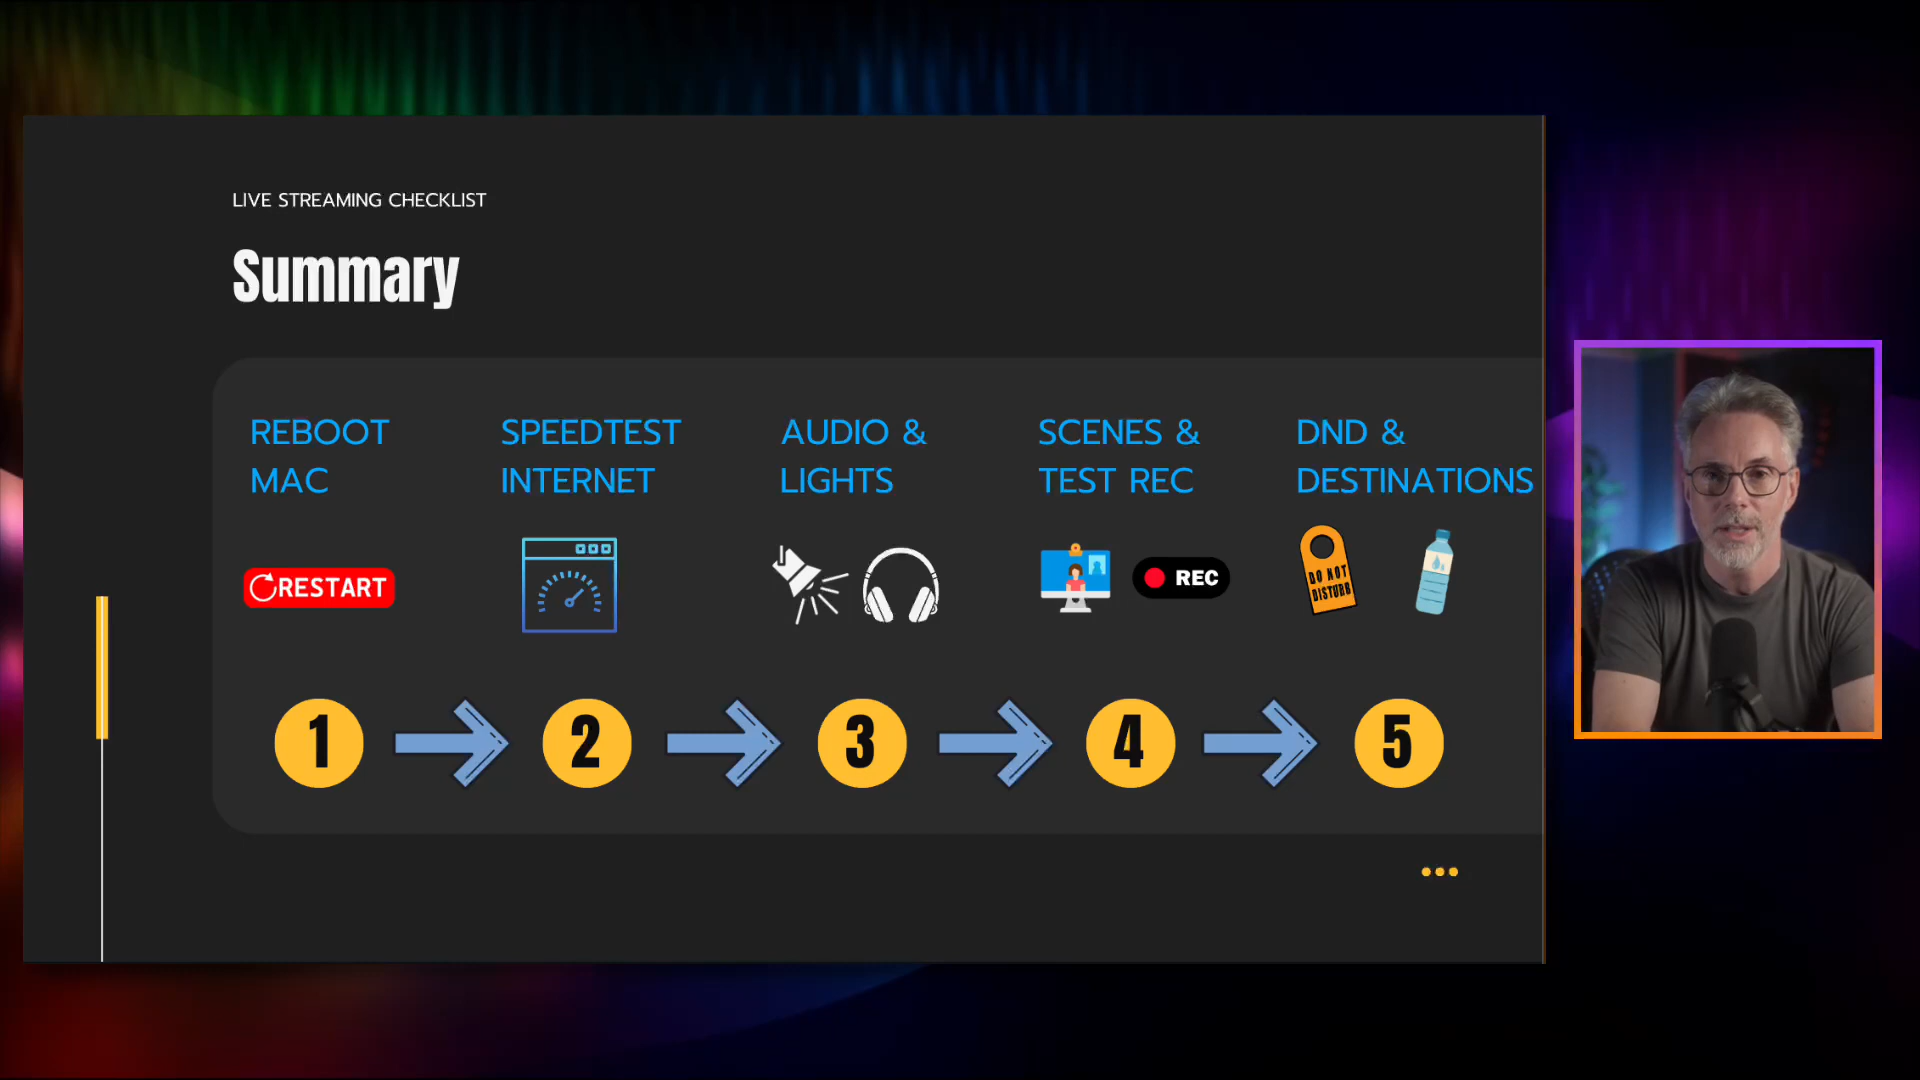 LIVE STREAMING CHECKLIST
Summary
REBOOT
MAC
SPEEDTEST
INTERNET
AUDIO &
LIGHTS
SCENES &
TEST REC
DND &
DESTINATIONS
RESTART
REC
DO NOT
DISTURB
1
2
3
4
5